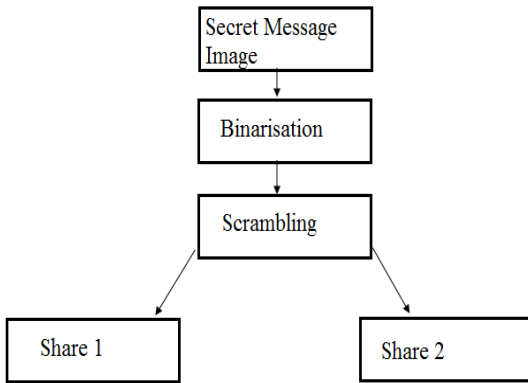 Secret Message
Image
Binarisation
Scrambling
Share 1
Share 2